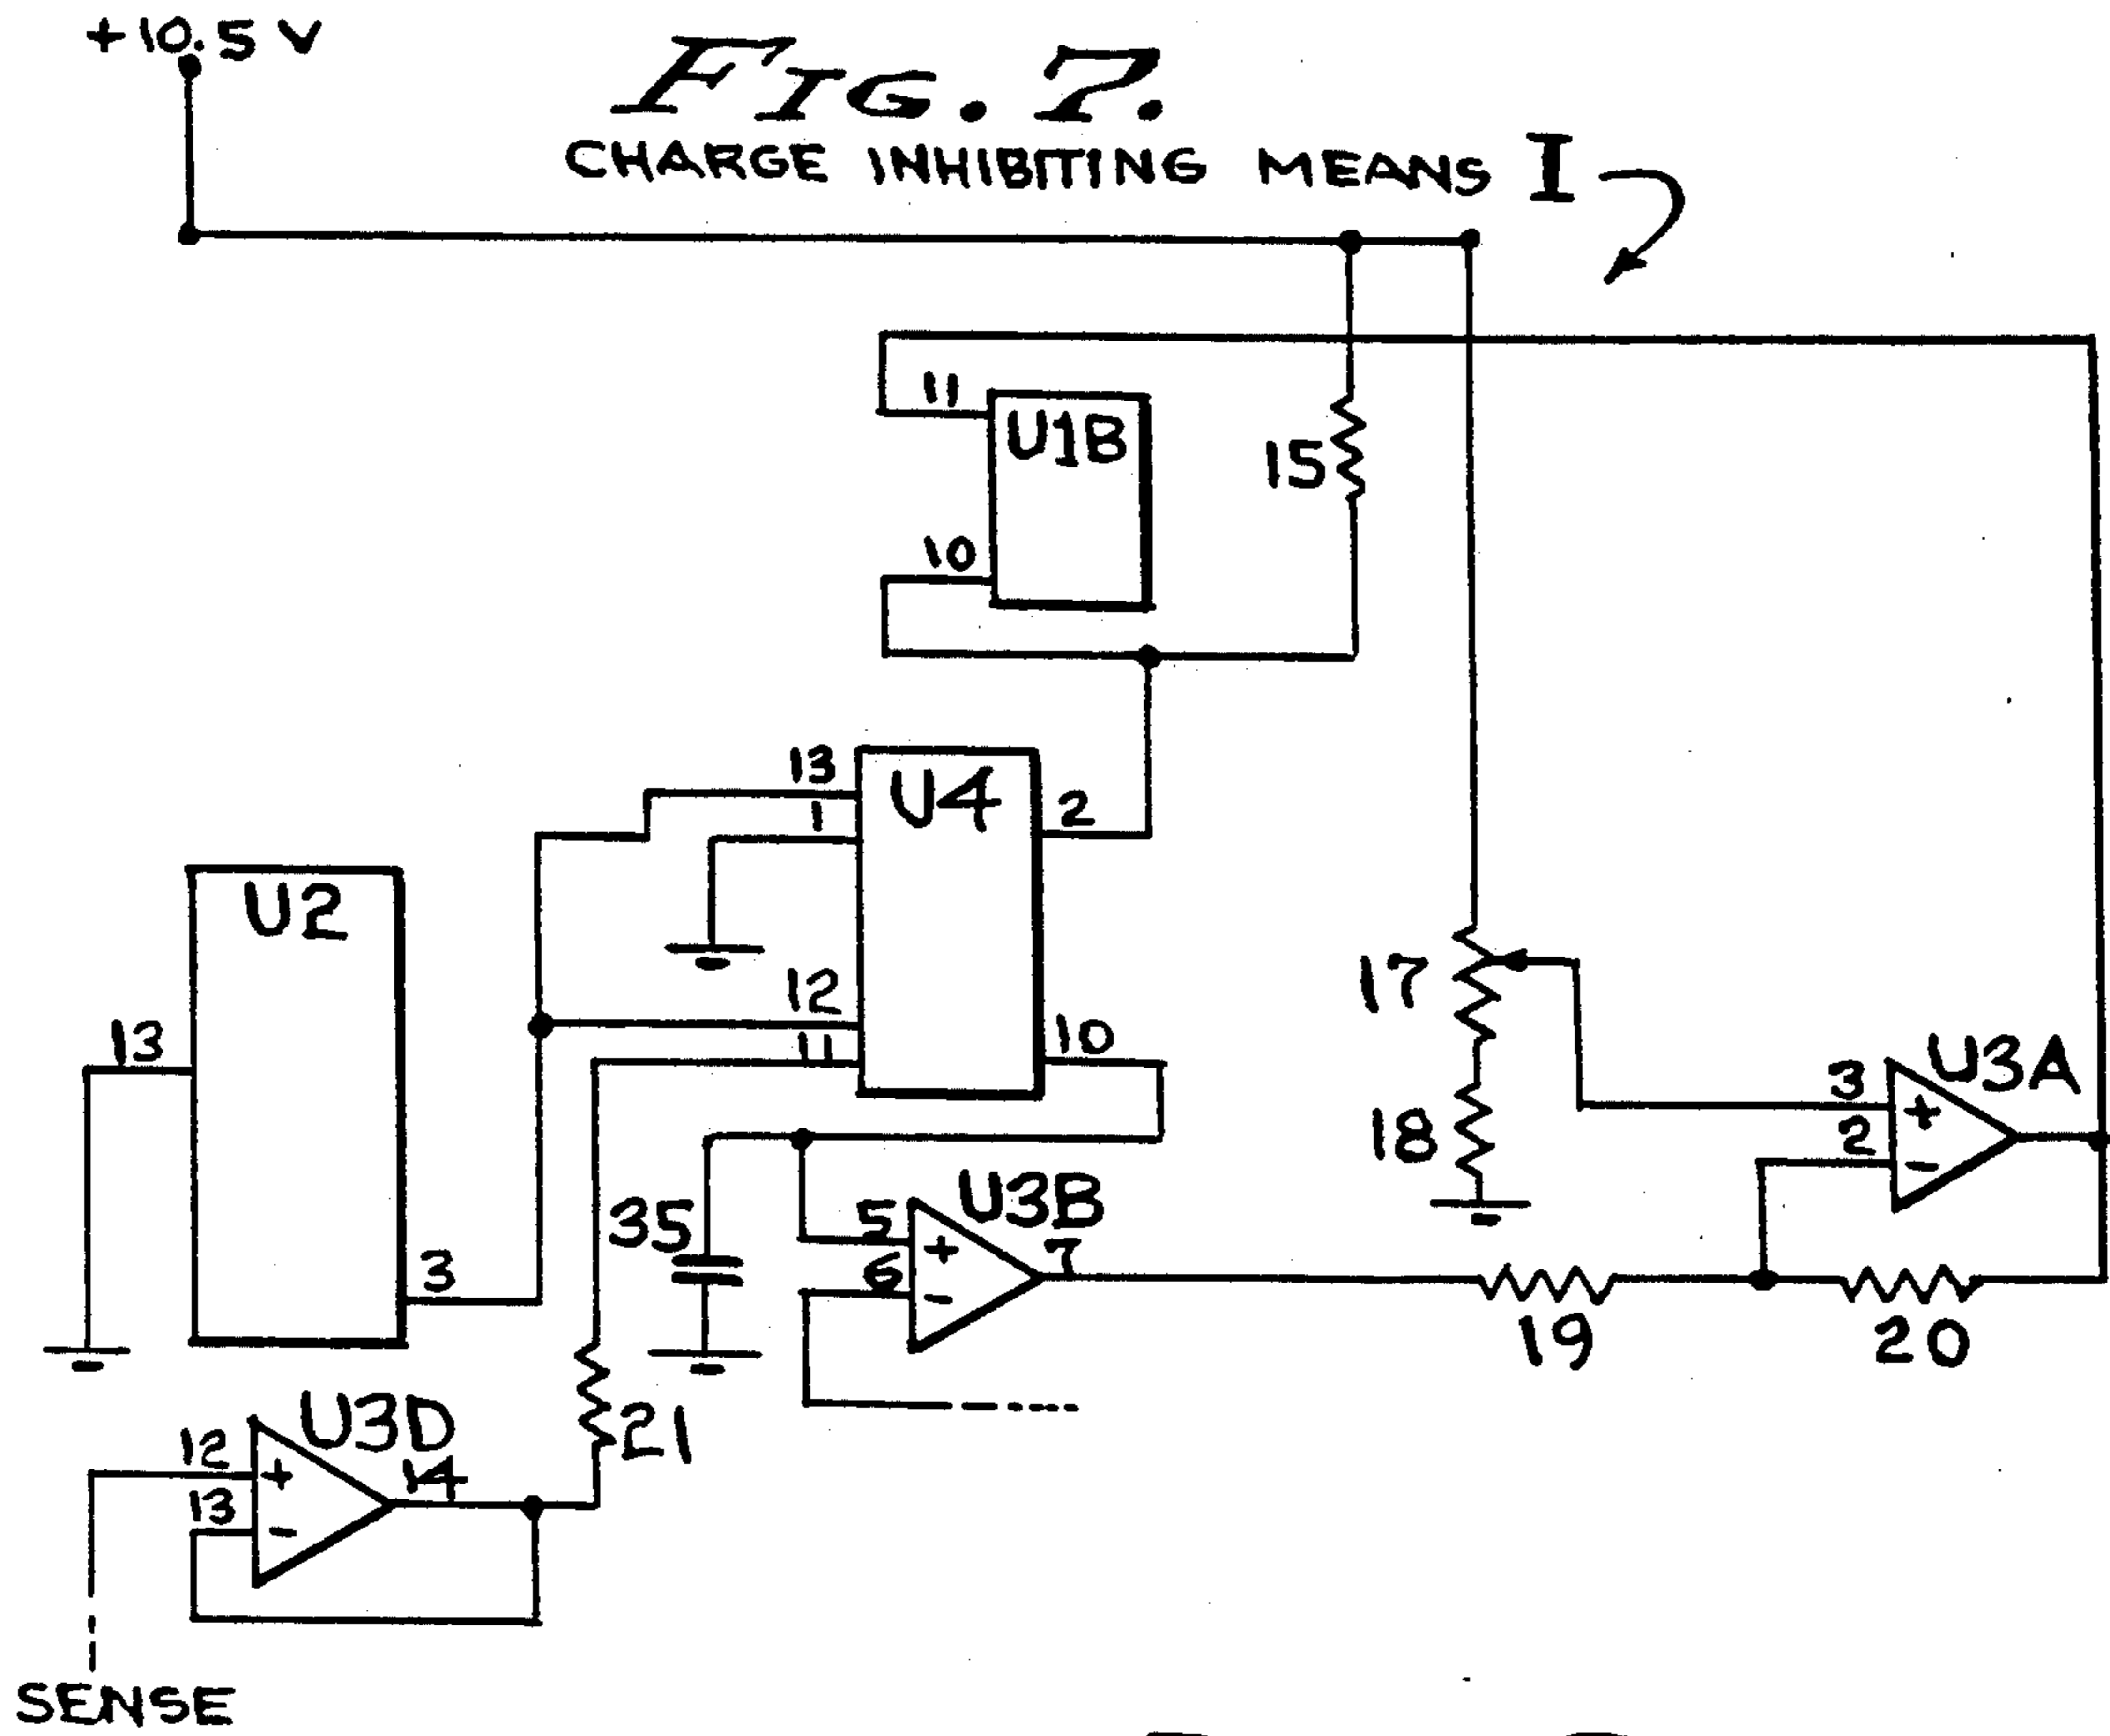 +10.5 V
FIG. 7.
CHARGE INHIBITING MEANS I
11
U1B
15
10
13
U4
1
2
U2
12
17
13
11
10
U3A
3
2
18
U3B
35
5
7
6
3
19
20
U3D
21
12
14
13
SENSE